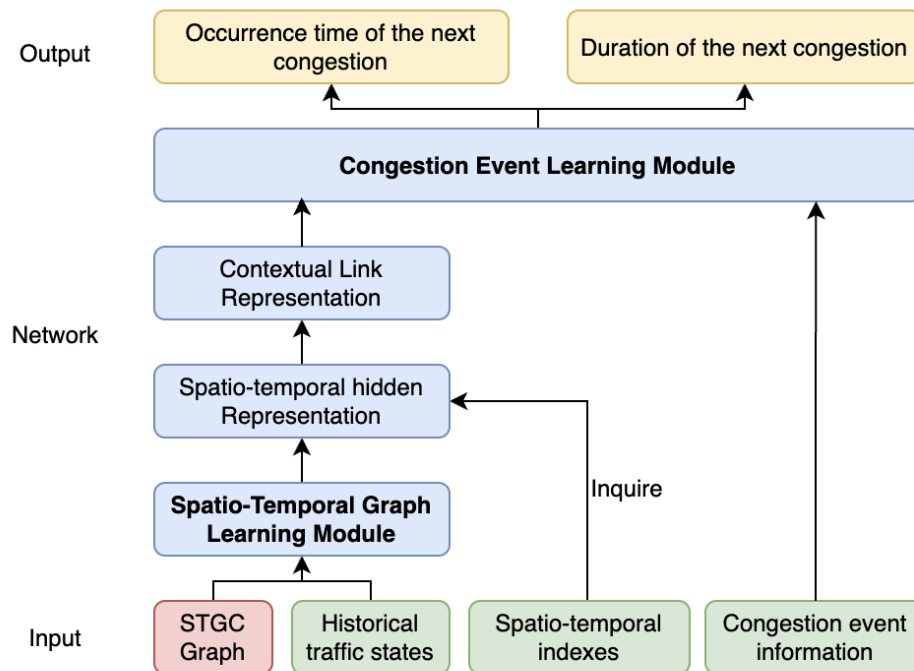 Output
Occurrence time of the next
congestion
Duration of the next congestion
Congestion Event Learning Module
Contextual Link
Representation
Network
Spatio-temporal hidden
Representation
Inquire
Spatio-Temporal Graph
Learning Module
Input
STGC
Graph
Historical
traffic states
Spatio-temporal
indexes
Congestion event
information